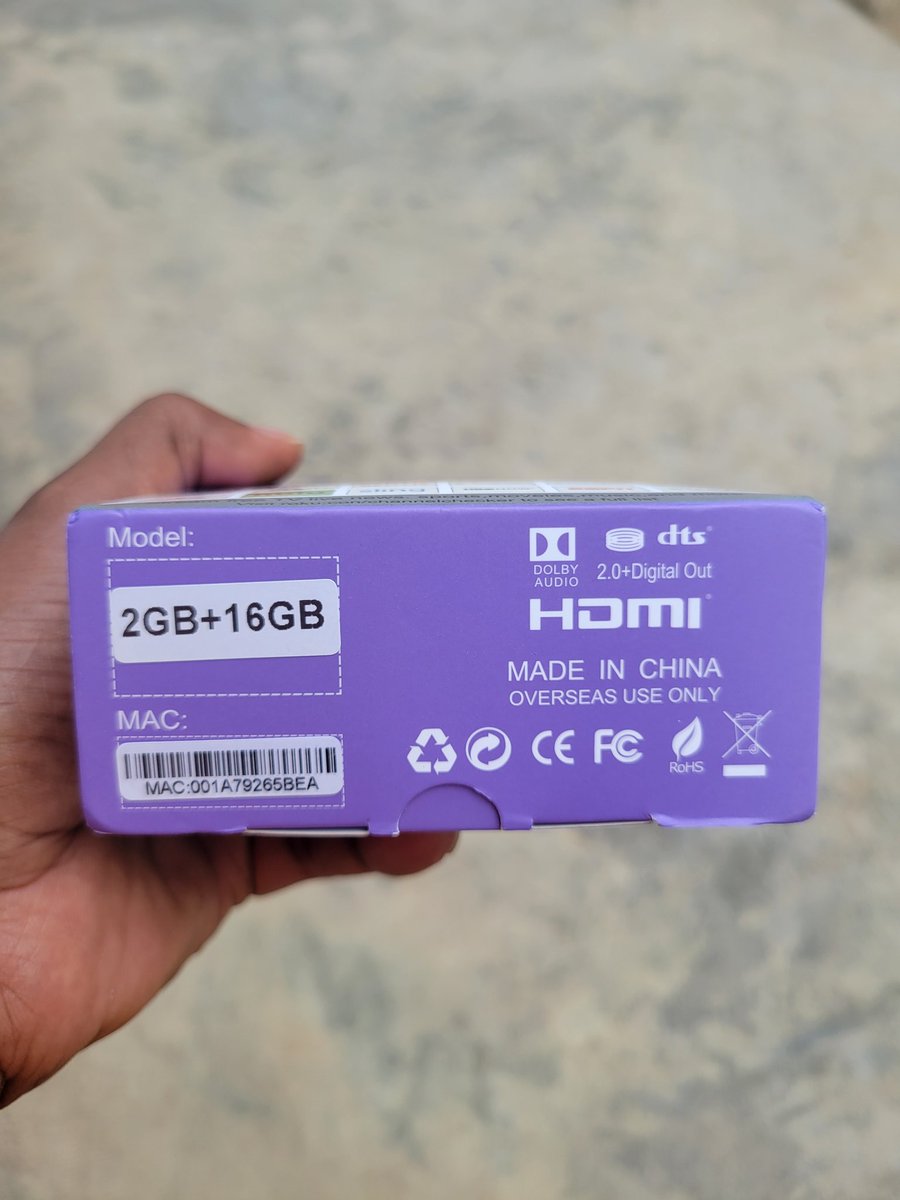 Model:
2GB+16GB
MAC:
MAC:001A79265BEA
DOLBY
AUDIO
dts
2.0+Digital Out
HDMI
MADE IN CHINA
OVERSEAS USE ONLY
CE FC
RoHS